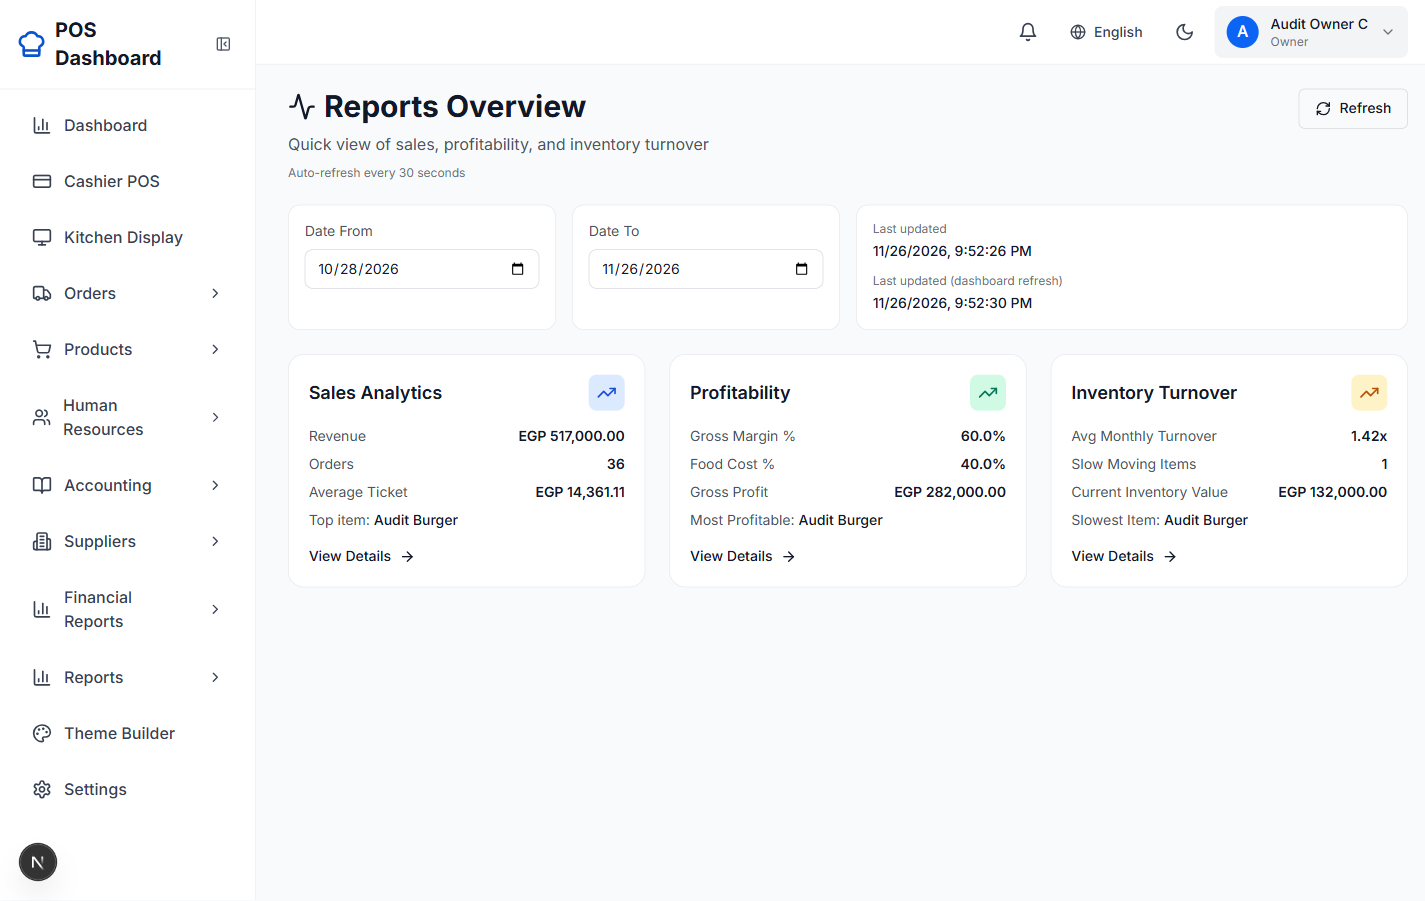 POS
Dashboard
English
A
Audit Owner C
Owner
Dashboard
Cashier POS
Kitchen Display
Orders
Products
Human
Resources
Accounting
Suppliers
Financial
Reports
Reports
Theme Builder
Settings
N
Reports Overview
Refresh
Quick view of sales, profitability, and inventory turnover
Auto-refresh every 30 seconds
Date From
10/28/2026
Date To
11/26/2026
Last updated
11/26/2026, 9:52:26 PM
Last updated (dashboard refresh)
11/26/2026, 9:52:30 PM
Sales Analytics
Revenue EGP 517,000.00
Orders 36
Average Ticket EGP 14,361.11
Top item: Audit Burger
View Details
Profitability
Gross Margin % 60.0%
Food Cost % 40.0%
Gross Profit EGP 282,000.00
Most Profitable: Audit Burger
View Details
Inventory Turnover
Avg Monthly Turnover 1.42x
Slow Moving Items 1
Current Inventory Value EGP 132,000.00
Slowest Item: Audit Burger
View Details